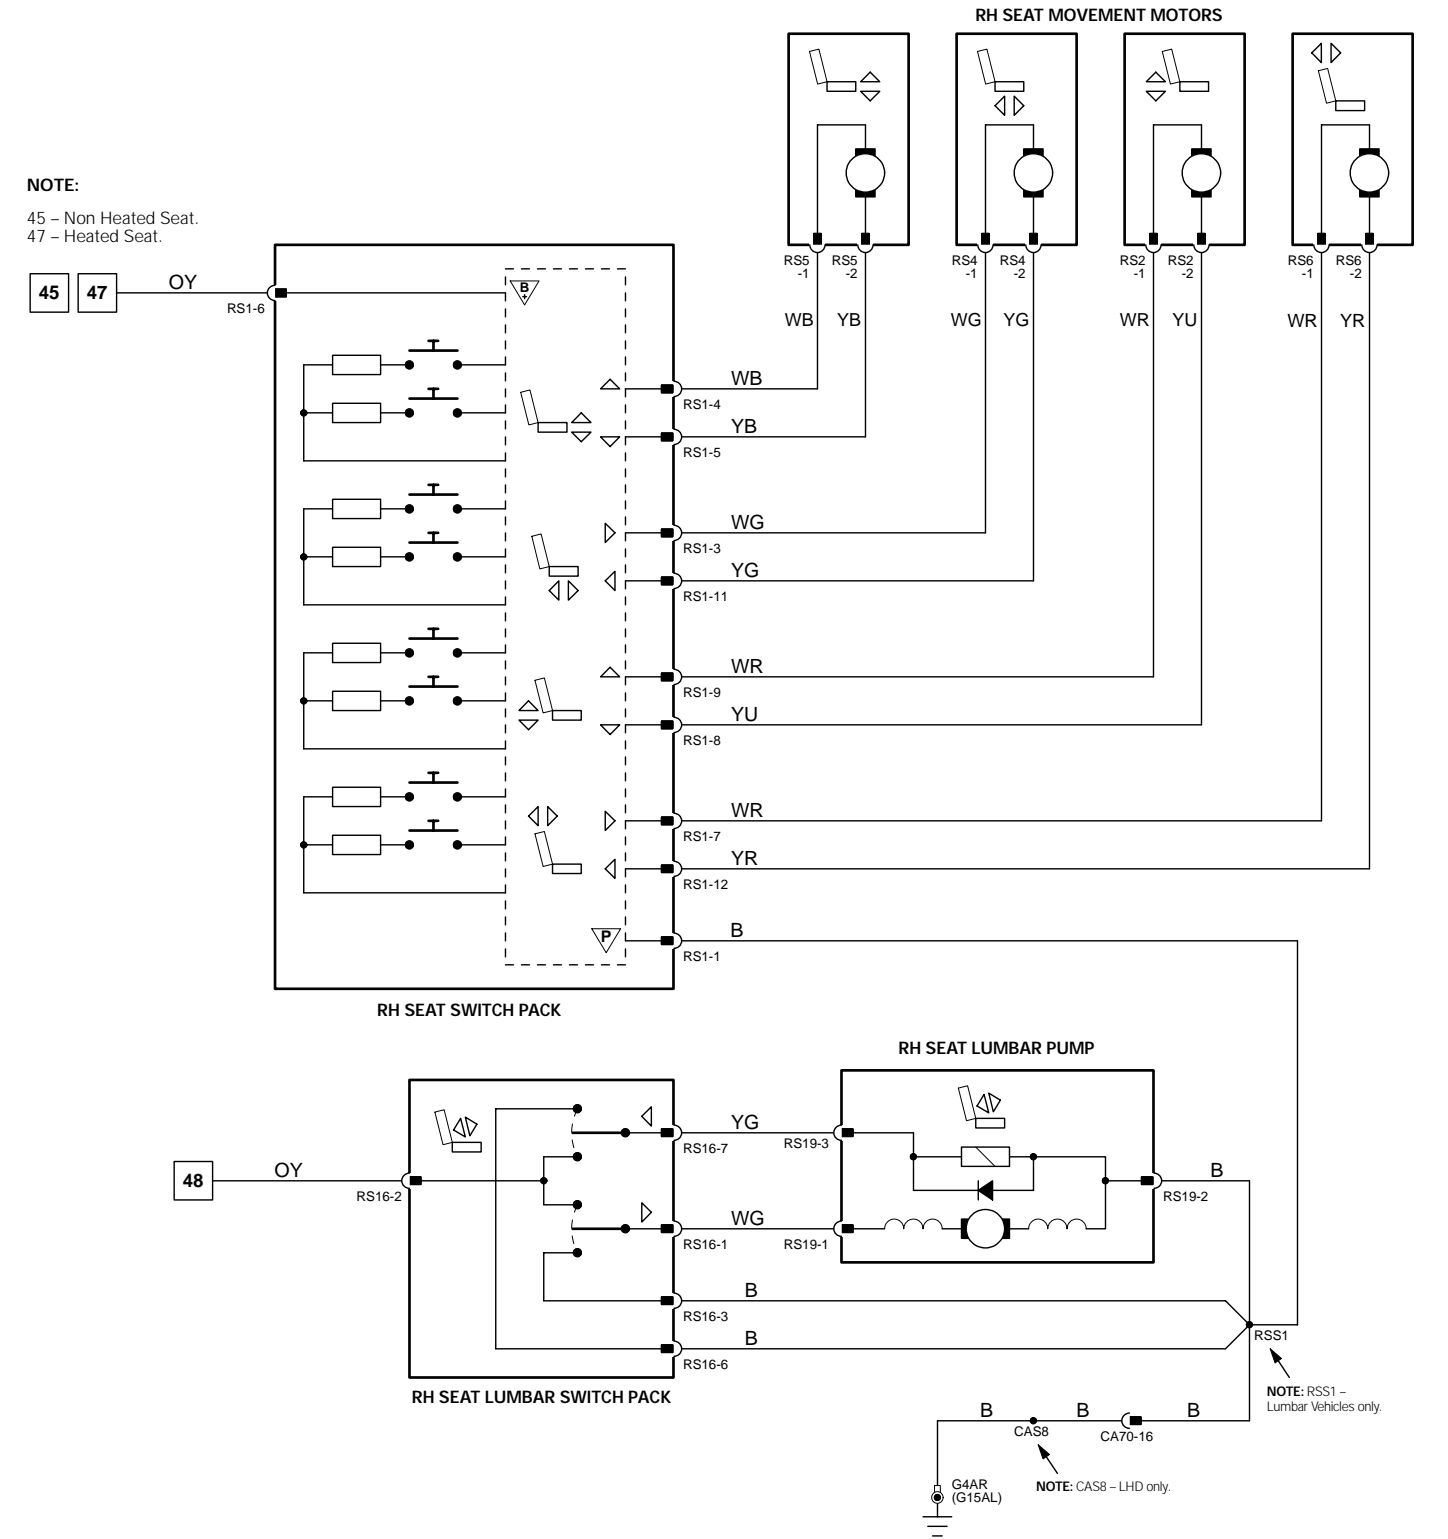 RH SEAT MOVEMENT MOTORS
NOTE:
45 – Non Heated Seat.
47 – Heated Seat.
45 47 OY RS1-6
B
+
RS5 -1
RS5 -2
RS4 -1
RS4 -2
RS2 -1
RS2 -2
RS6 -1
RS6 -2
WB YB WG YG WR YU WR YR
WB
RS1-4
YB
RS1-5
WG
RS1-3
YG
RS1-11
WR
RS1-9
YU
RS1-8
WR
RS1-7
YR
RS1-12
P
B
RS1-1
RH SEAT SWITCH PACK
RH SEAT LUMBAR PUMP
48 OY RS16-2
YG
RS16-7 RS19-3
B
RS19-2
WG
RS16-1 RS19-1
B
RS16-3
B
RS16-6
RSS1
RH SEAT LUMBAR SWITCH PACK
NOTE: RSS1 –
Lumbar Vehicles only.
B B B
CAS8 CA70-16
G4AR
(G15AL)
NOTE: CAS8 – LHD only.